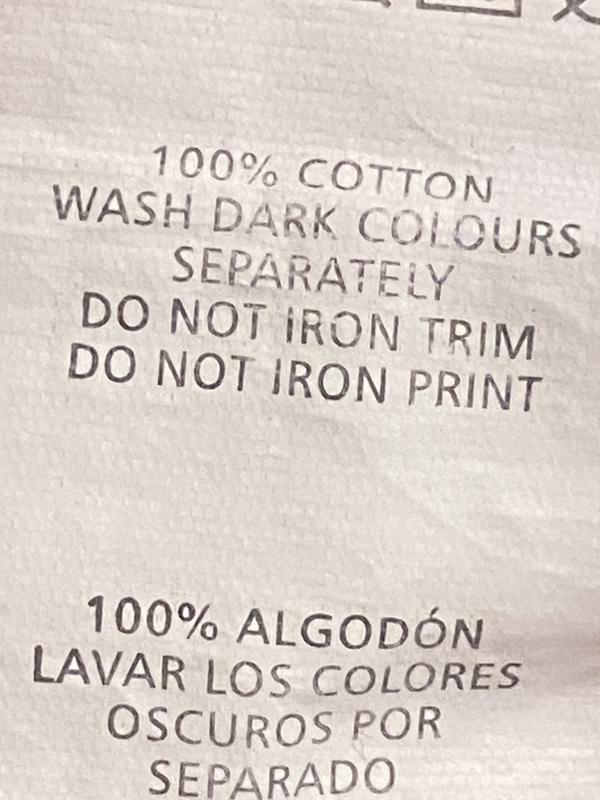 100% COTTON
WASH DARK COLOURS
SEPARATELY
DO NOT IRON TRIM
DO NOT IRON PRINT
100% ALGODÓN
LAVAR LOS COLORES
OSCUROS POR
SEPARADO